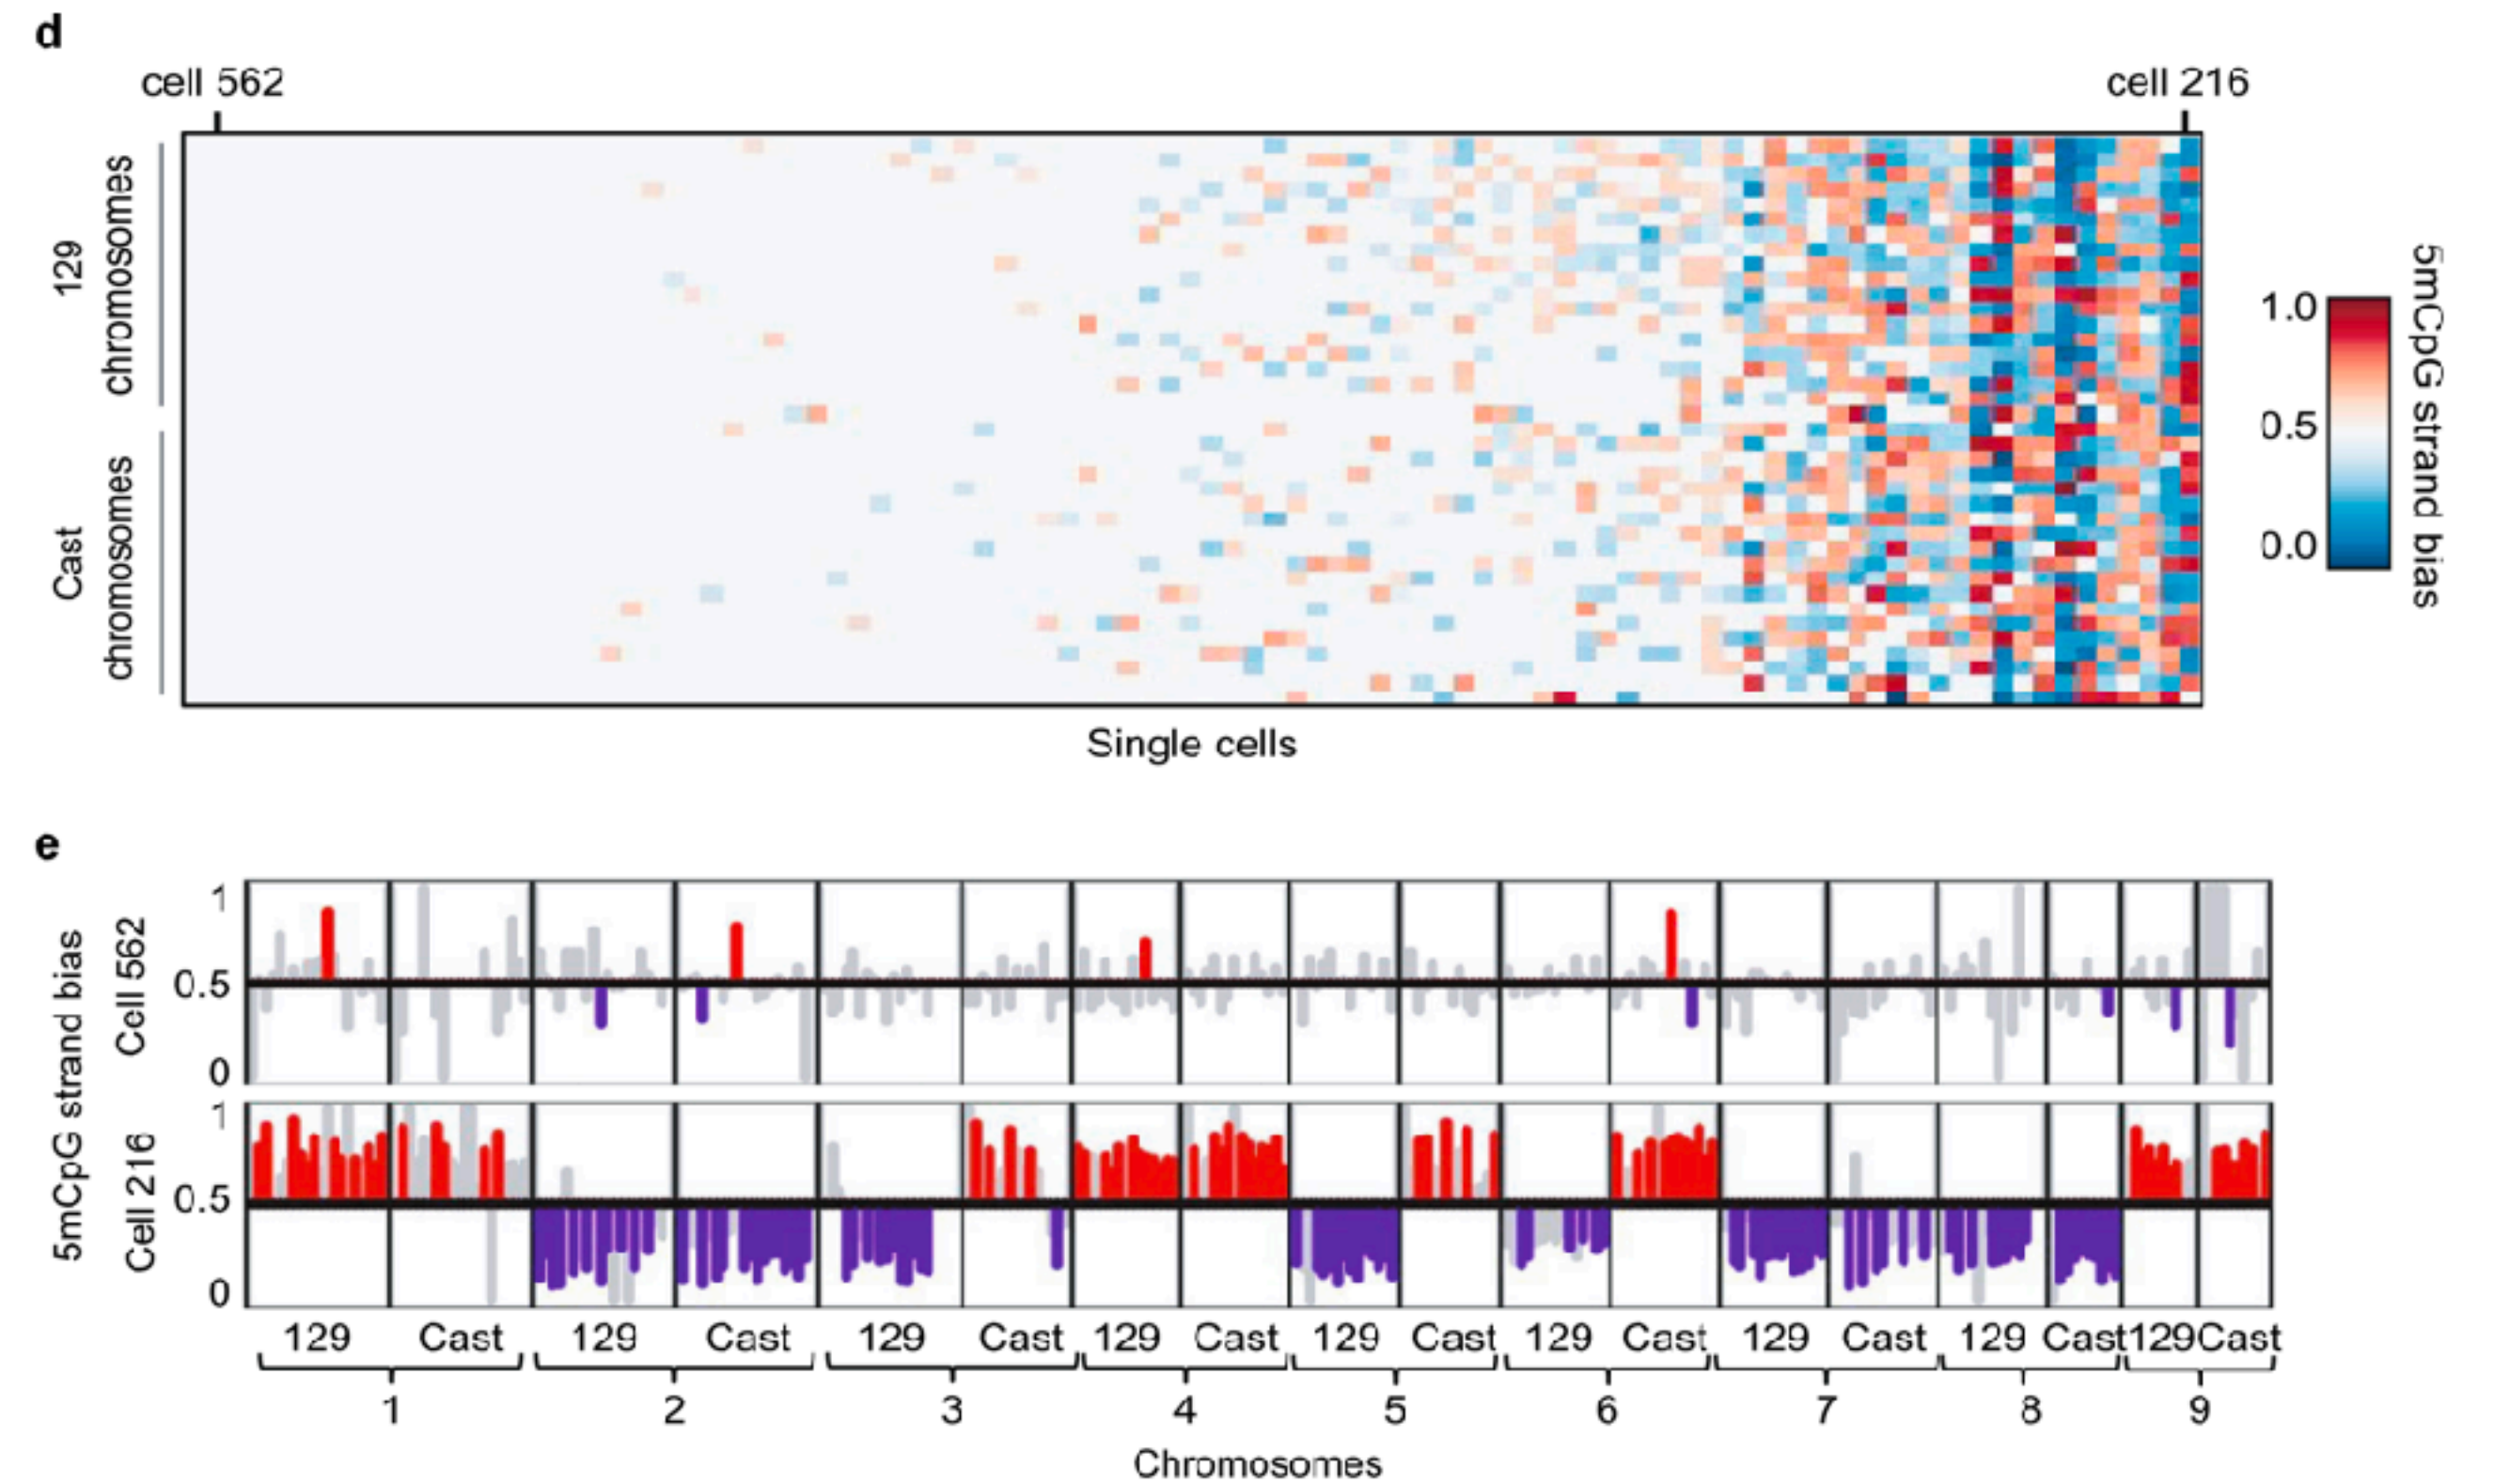 d
cell 562
cell 216
129
chromosomes
Cast
chromosomes
1.0
0.5
0.0
5mCpG strand bias
Single cells
e
5mCpG strand bias
Cell 562
1
0.5
0
Cell 216
1
0.5
0
129 Cast 129 Cast 129 Cast 129 Cast 129 Cast 129 Cast 129 Cast 129 Cast 129 Cast
1 2 3 4 5 6 7 8 9
Chromosomes